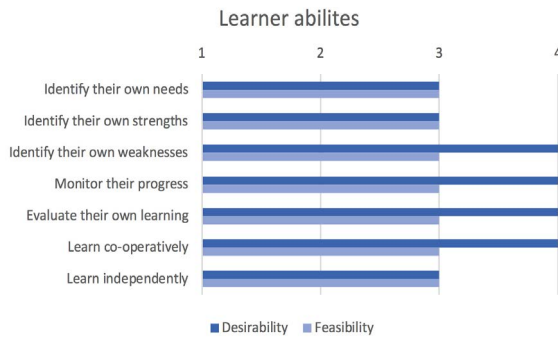 Learner abilites
1 2 3 4
Identify their own needs
Identify their own strengths
Identify their own weaknesses
Monitor their progress
Evaluate their own learning
Learn co-operatively
Learn independently
Desirability Feasibility